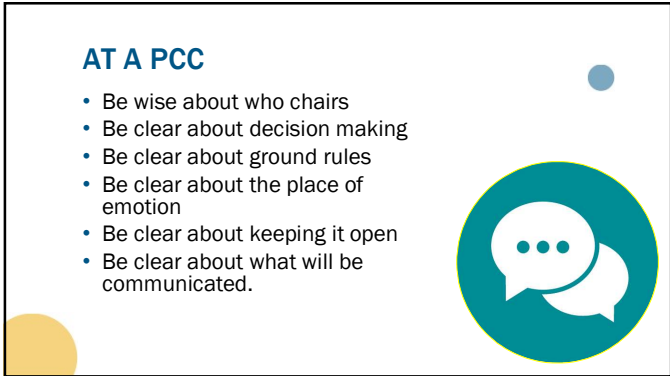 AT A PCC
• Be wise about who chairs
• Be clear about decision making
• Be clear about ground rules
• Be clear about the place of
emotion
• Be clear about keeping it open
• Be clear about what will be
communicated.